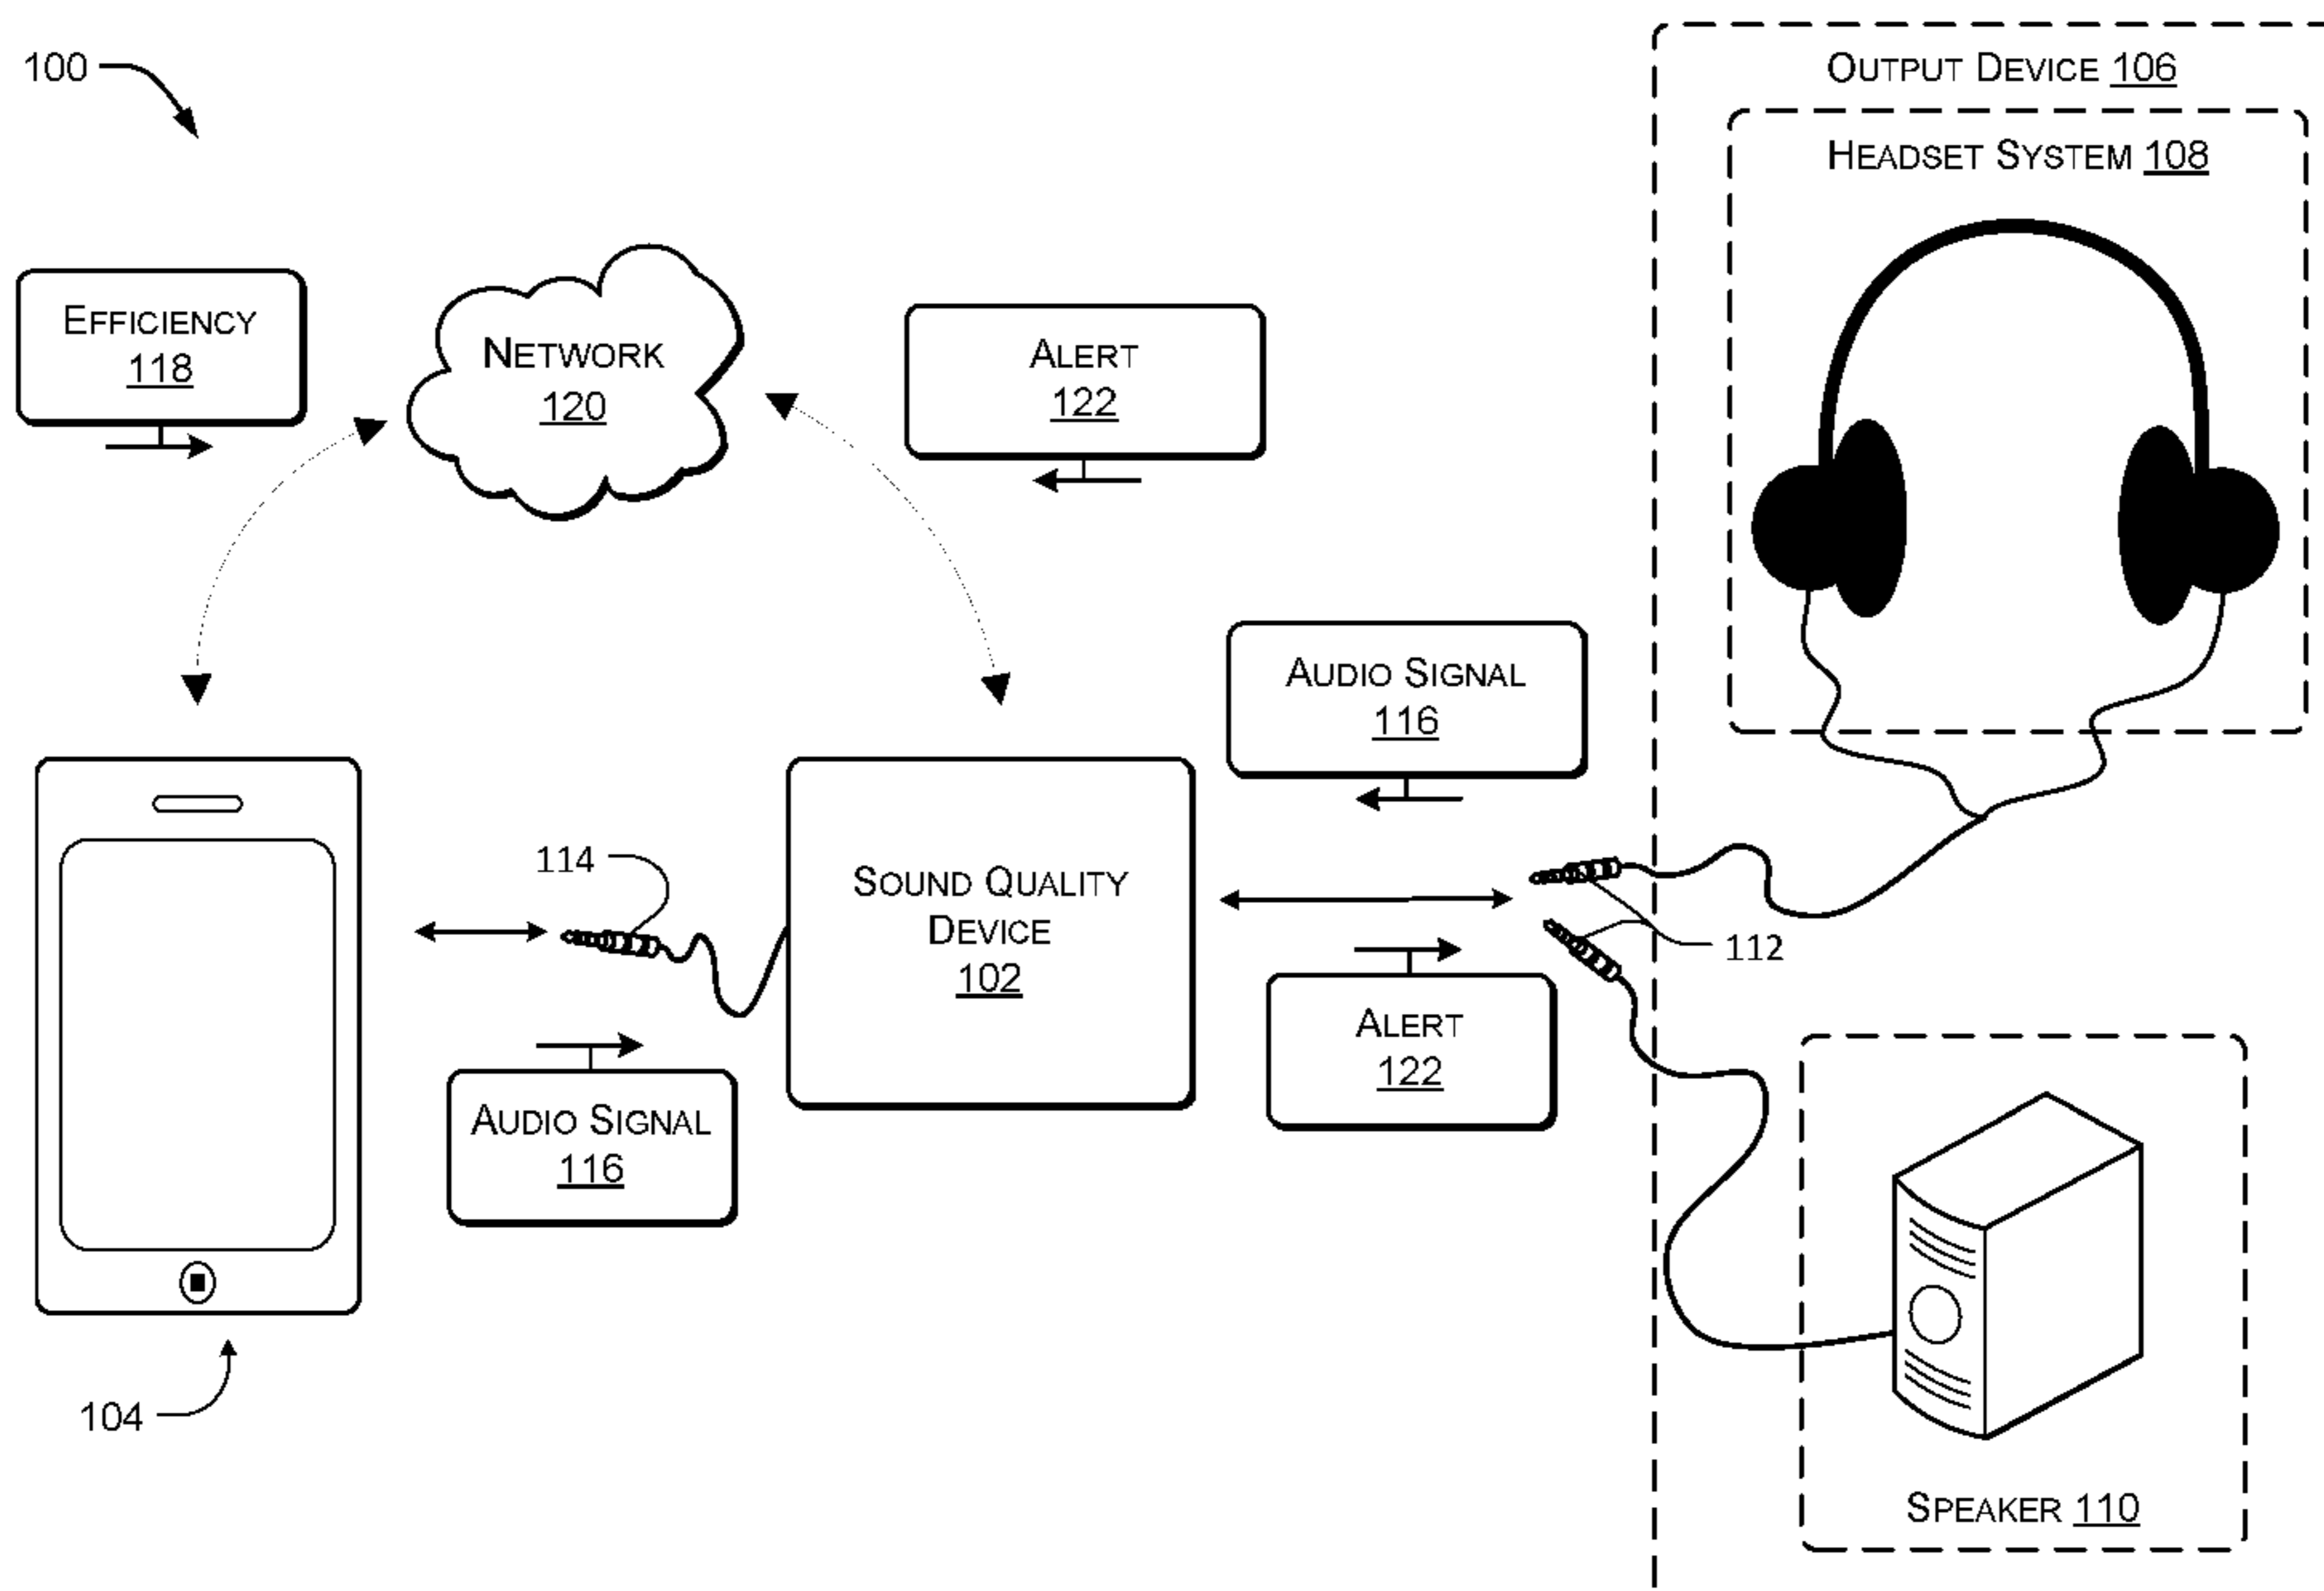 100
OUTPUT DEVICE 106
HEADSET SYSTEM 108
EFFICIENCY
118
NETWORK
120
ALERT
122
AUDIO SIGNAL
116
114
SOUND QUALITY
DEVICE
102
112
ALERT
122
AUDIO SIGNAL
116
104
SPEAKER 110